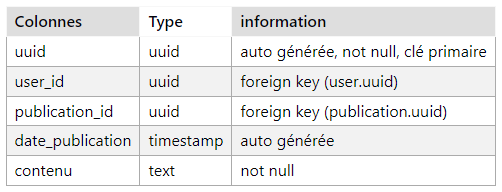 Colonnes Type information
uuid uuid auto générée, not null, clé primaire
user_id uuid foreign key (user.uuid)
publication_id uuid foreign key (publication.uuid)
date_publication timestamp auto générée
contenu text not null